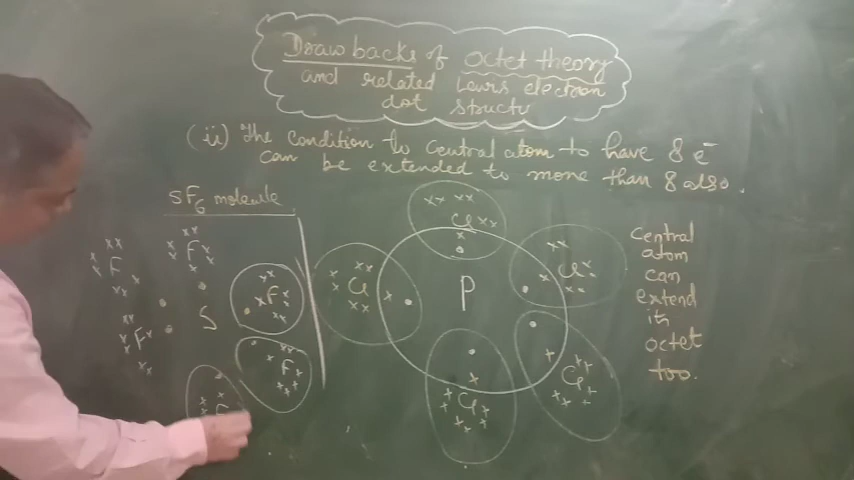 Drawbacks of octet theory
and related Lewis electron
dot structu
(ii) The condition to central atom to have 8 e⁻
can be extended to more than 8 also.
SF6 molecule
F
F
F
F
F
F
S
Cl
Cl
Cl
Cl
Cl
P
Central
atom
can
extend
its
octet
too.